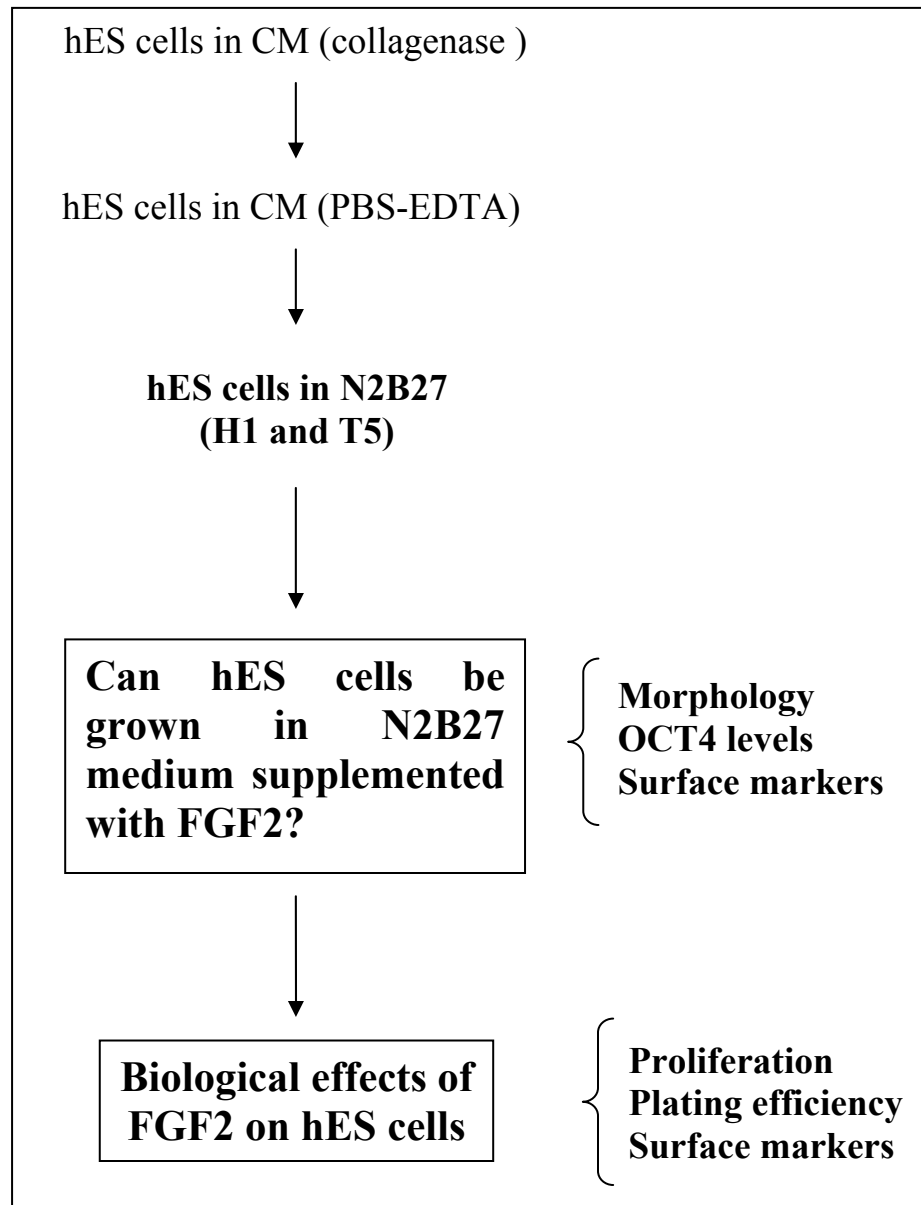 hES cells in CM (collagenase )
hES cells in CM (PBS-EDTA)
hES cells in N2B27
(H1 and T5)
Can hES cells be
grown in N2B27
medium supplemented
with FGF2?
Morphology
OCT4 levels
Surface markers
Biological effects of
FGF2 on hES cells
Proliferation
Plating efficiency
Surface markers